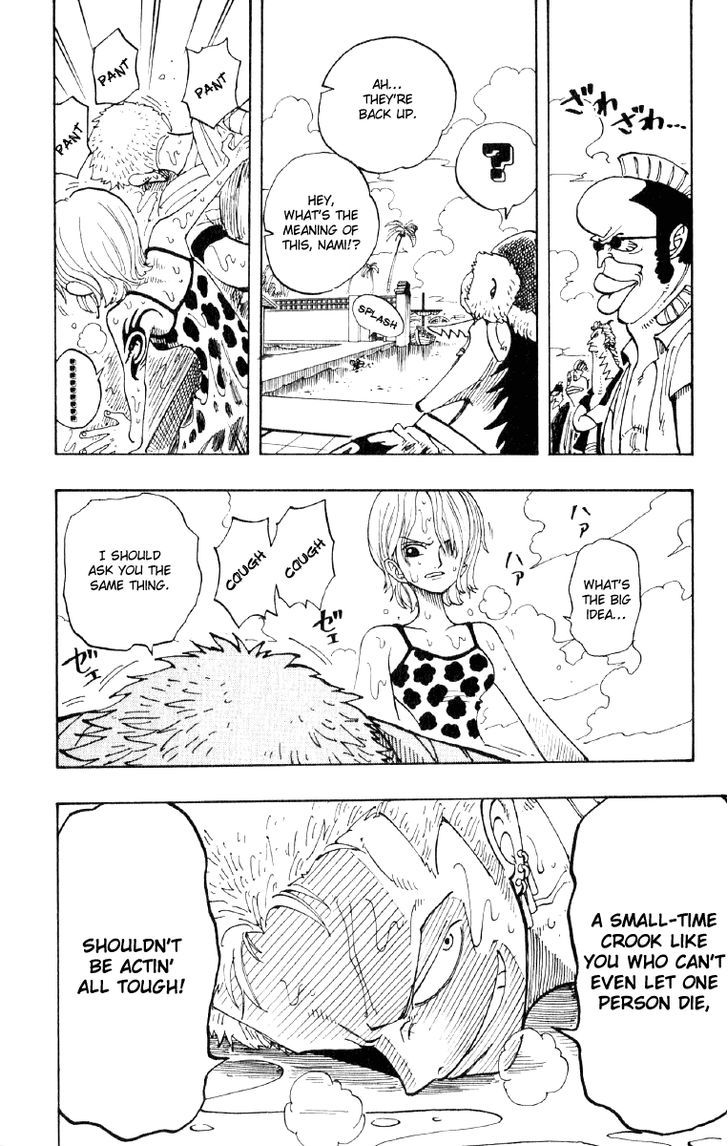 ざわ
ざわ...
?
AH...
THEY'RE
BACK UP.
HEY,
WHAT'S THE
MEANING OF
THIS, NAMI!?
SPLASH
PANT
PANT
PANT
.........
ハァ
ハァ
WHAT'S
THE BIG
IDEA...
COUGH
COUGH
ゼェ
ゼェ
I SHOULD
ASK YOU THE
SAME THING.
A SMALL-TIME
CROOK LIKE
YOU WHO CAN'T
EVEN LET ONE
PERSON DIE,
SHOULDN'T
BE ACTIN'
ALL TOUGH!